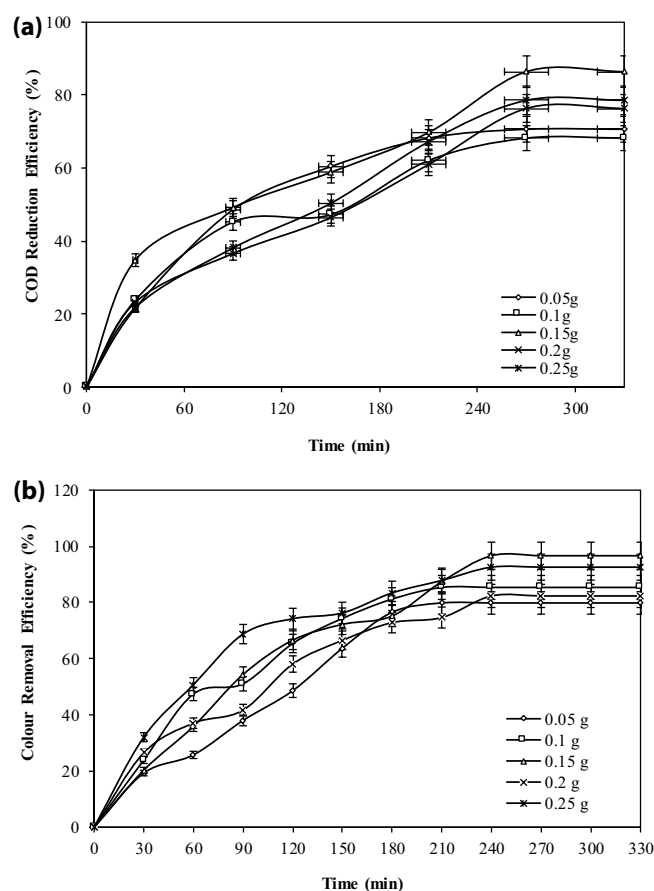 (a)
100
80
60
40
20
0
COD Reduction Efficiency (%)
0.05g
0.1g
0.15g
0.2g
0.25g
0 60 120 180 240 300
Time (min)
(b)
120
100
80
60
40
20
0
Colour Removal Efficiency (%)
0.05 g
0.1 g
0.15 g
0.2 g
0.25 g
0 30 60 90 120 150 180 210 240 270 300 330
Time (min)